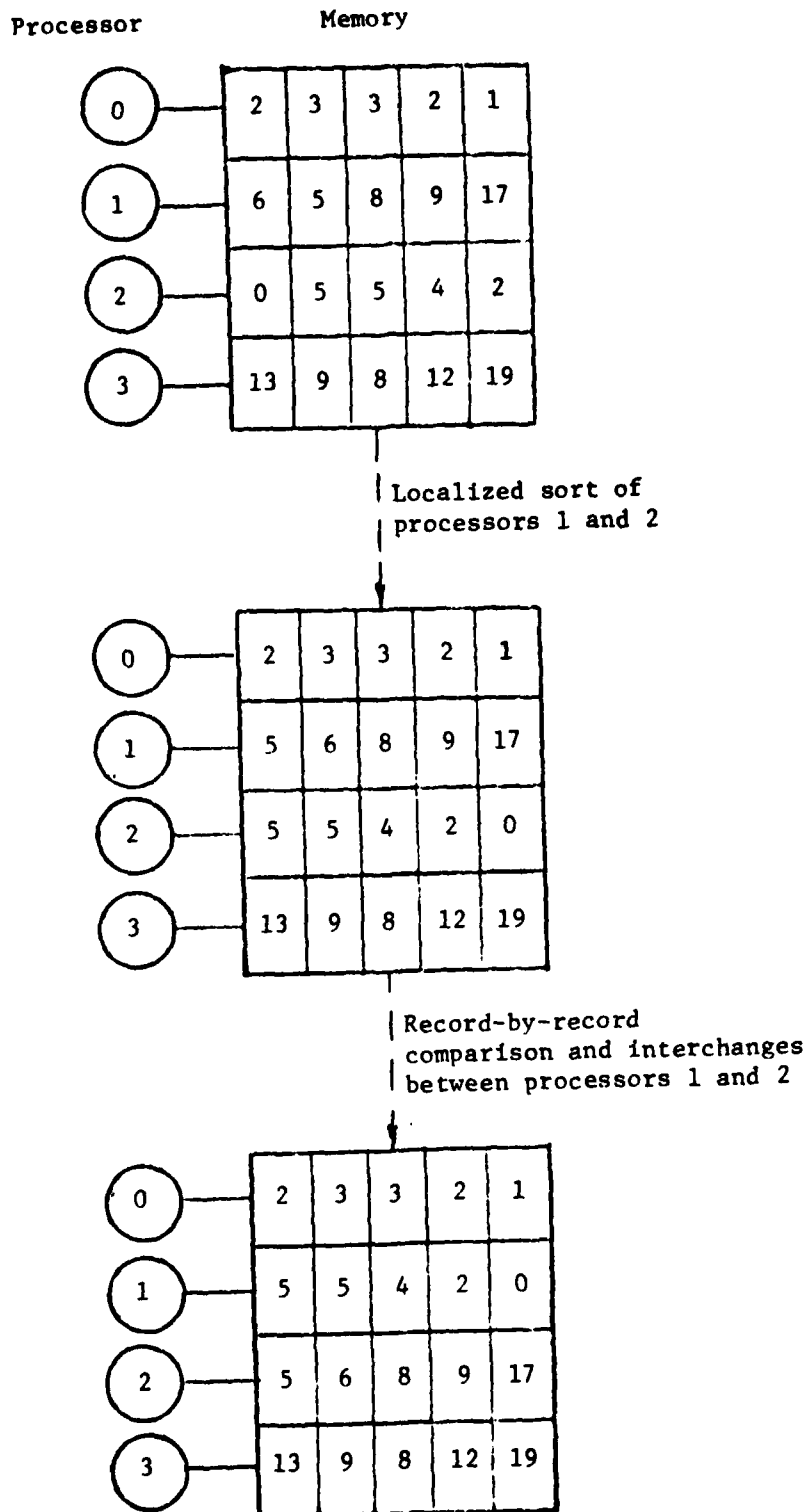 Processor Memory
0 2 3 3 2 1
1 6 5 8 9 17
2 0 5 5 4 2
3 13 9 8 12 19
Localized sort of
processors 1 and 2
0 2 3 3 2 1
1 5 6 8 9 17
2 5 5 4 2 0
3 13 9 8 12 19
Record-by-record
comparison and interchanges
between processors 1 and 2
0 2 3 3 2 1
1 5 5 4 2 0
2 5 6 8 9 17
3 13 9 8 12 19